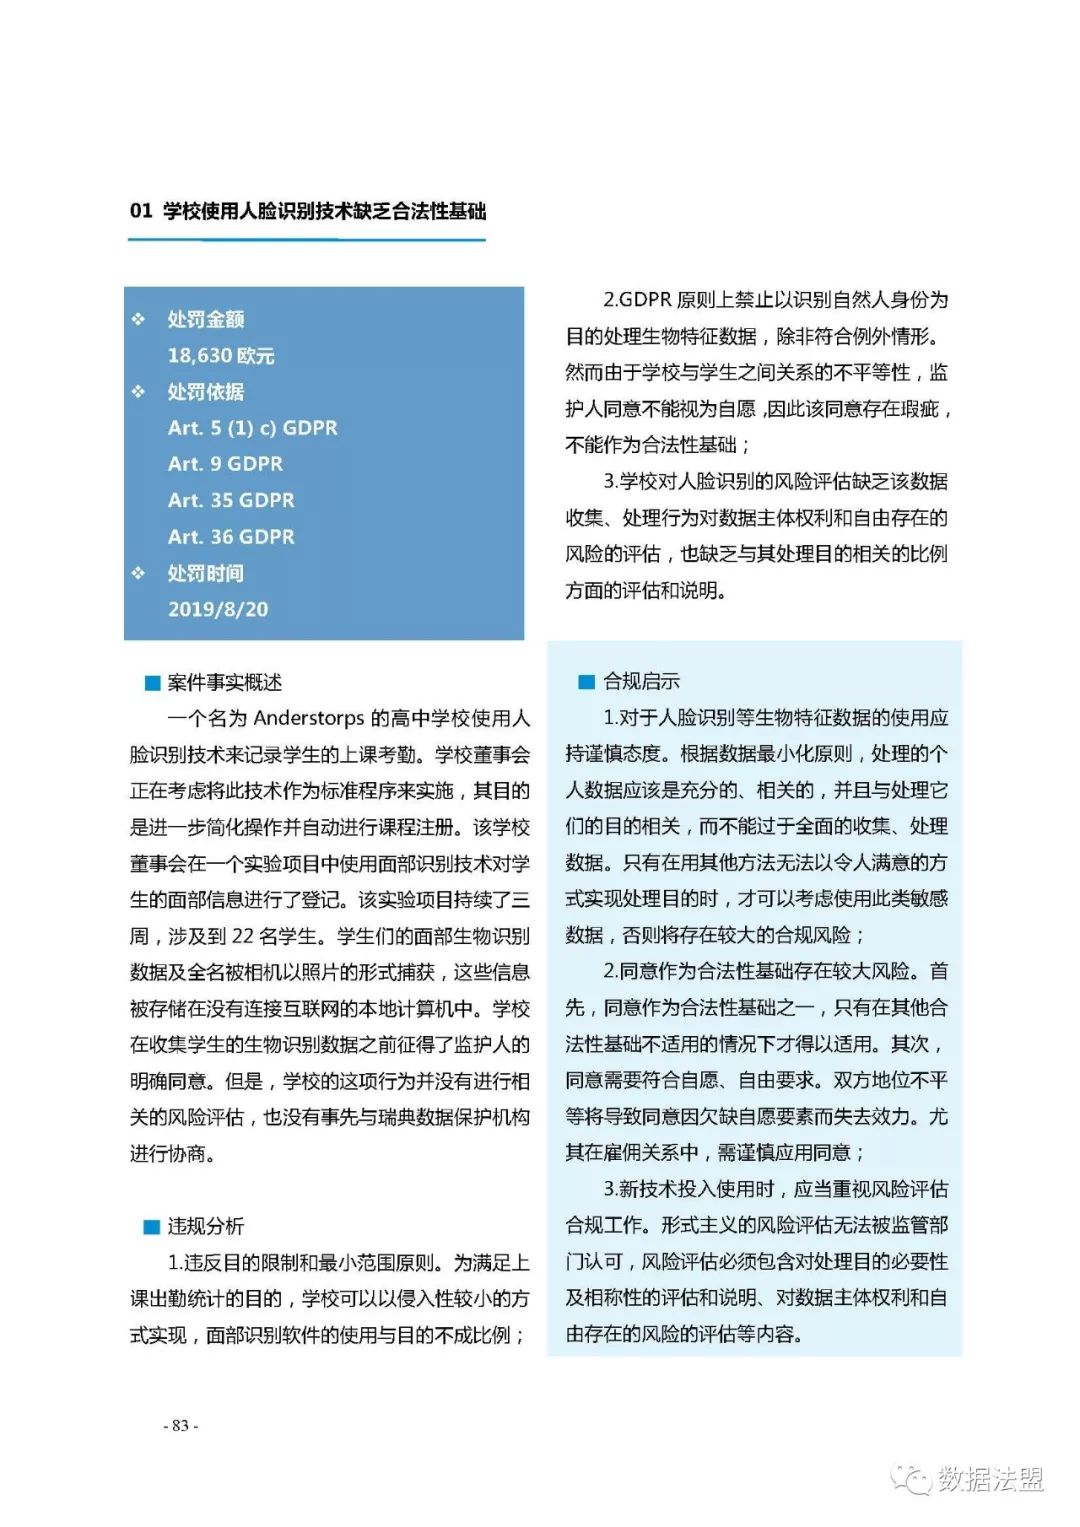 01 学校使用人脸识别技术缺乏合法性基础
❖ 处罚金额
18,630 欧元
❖ 处罚依据
Art. 5 (1) c) GDPR
Art. 9 GDPR
Art. 35 GDPR
Art. 36 GDPR
❖ 处罚时间
2019/8/20
■ 案件事实概述
一个名为 Anderstorps 的高中学校使用人
脸识别技术来记录学生的上课考勤。学校董事会
正在考虑将此技术作为标准程序来实施，其目的
是进一步简化操作并自动进行课程注册。该学校
董事会在一个实验项目中使用面部识别技术对学
生的面部信息进行了登记。该实验项目持续了三
周，涉及到 22 名学生。学生们的面部生物识别
数据及全名被相机以照片的形式捕获，这些信息
被存储在没有连接互联网的本地计算机中。学校
在收集学生的生物识别数据之前征得了监护人的
明确同意。但是，学校的这项行为并没有进行相
关的风险评估，也没有事先与瑞典数据保护机构
进行协商。
■ 违规分析
1.违反目的限制和最小范围原则。为满足上
课出勤统计的目的，学校可以以侵入性较小的方
式实现，面部识别软件的使用与目的不成比例；
2.GDPR 原则上禁止以识别自然人身份为
目的处理生物特征数据，除非符合例外情形。
然而由于学校与学生之间关系的不平等性，监
护人同意不能视为自愿，因此该同意存在瑕疵，
不能作为合法性基础；
3.学校对人脸识别的风险评估缺乏该数据
收集、处理行为对数据主体权利和自由存在的
风险的评估，也缺乏与其处理目的相关的比例
方面的评估和说明。
■ 合规启示
1.对于人脸识别等生物特征数据的使用应
持谨慎态度。根据数据最小化原则，处理的个
人数据应该是充分的、相关的，并且与处理它
们的目的相关，而不能过于全面的收集、处理
数据。只有在用其他方法无法以令人满意的方
式实现处理目的时，才可以考虑使用此类敏感
数据，否则将存在较大的合规风险；
2.同意作为合法性基础存在较大风险。首
先，同意作为合法性基础之一，只有在其他合
法性基础不适用的情况下才得以适用。其次，
同意需要符合自愿、自由要求。双方地位不平
等将导致同意因欠缺自愿要素而失去效力。尤
其在雇佣关系中，需谨慎应用同意；
3.新技术投入使用时，应当重视风险评估
合规工作。形式主义的风险评估无法被监管部
门认可，风险评估必须包含对处理目的必要性
及相称性的评估和说明、对数据主体权利和自
由存在的风险的评估等内容。
- 83 -
数据法盟